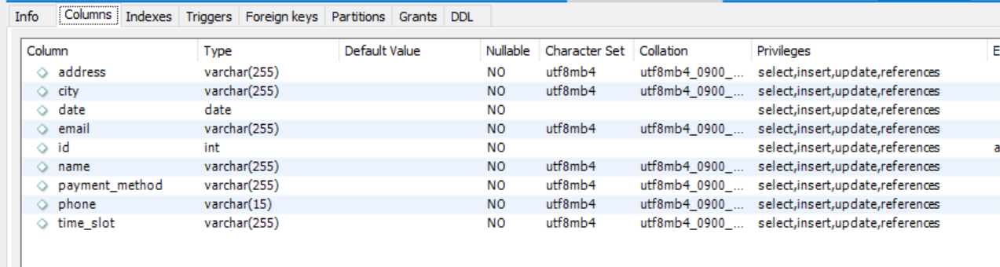 Info Columns Indexes Triggers Foreign keys Partitions Grants DDL
Column Type Default Value Nullable Character Set Collation Privileges E
address varchar(255) NO utf8mb4 utf8mb4_0900_... select,insert,update,references
city varchar(255) NO utf8mb4 utf8mb4_0900_... select,insert,update,references
date date NO select,insert,update,references
email varchar(255) NO utf8mb4 utf8mb4_0900_... select,insert,update,references
id int NO select,insert,update,references a
name varchar(255) NO utf8mb4 utf8mb4_0900_... select,insert,update,references
payment_method varchar(255) NO utf8mb4 utf8mb4_0900_... select,insert,update,references
phone varchar(15) NO utf8mb4 utf8mb4_0900_... select,insert,update,references
time_slot varchar(255) NO utf8mb4 utf8mb4_0900_... select,insert,update,references